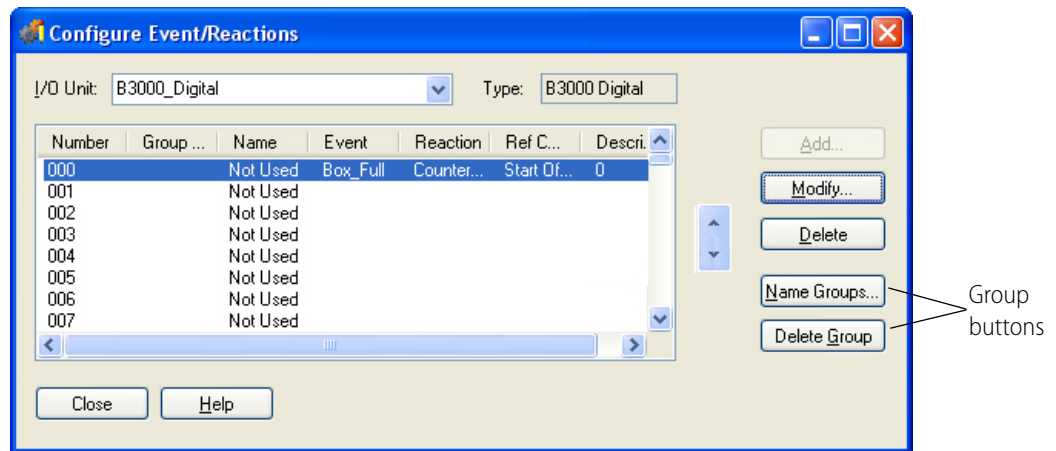 Configure Event/Reactions
I/O Unit: B3000_Digital Type: B3000 Digital
Number Group ... Name Event Reaction Ref C... Descri.
000 Not Used Box_Full Counter... Start Of... 0
001 Not Used
002 Not Used
003 Not Used
004 Not Used
005 Not Used
006 Not Used
007 Not Used
Add...
Modify...
Delete
Name Groups...
Delete Group
Group
buttons
Close Help